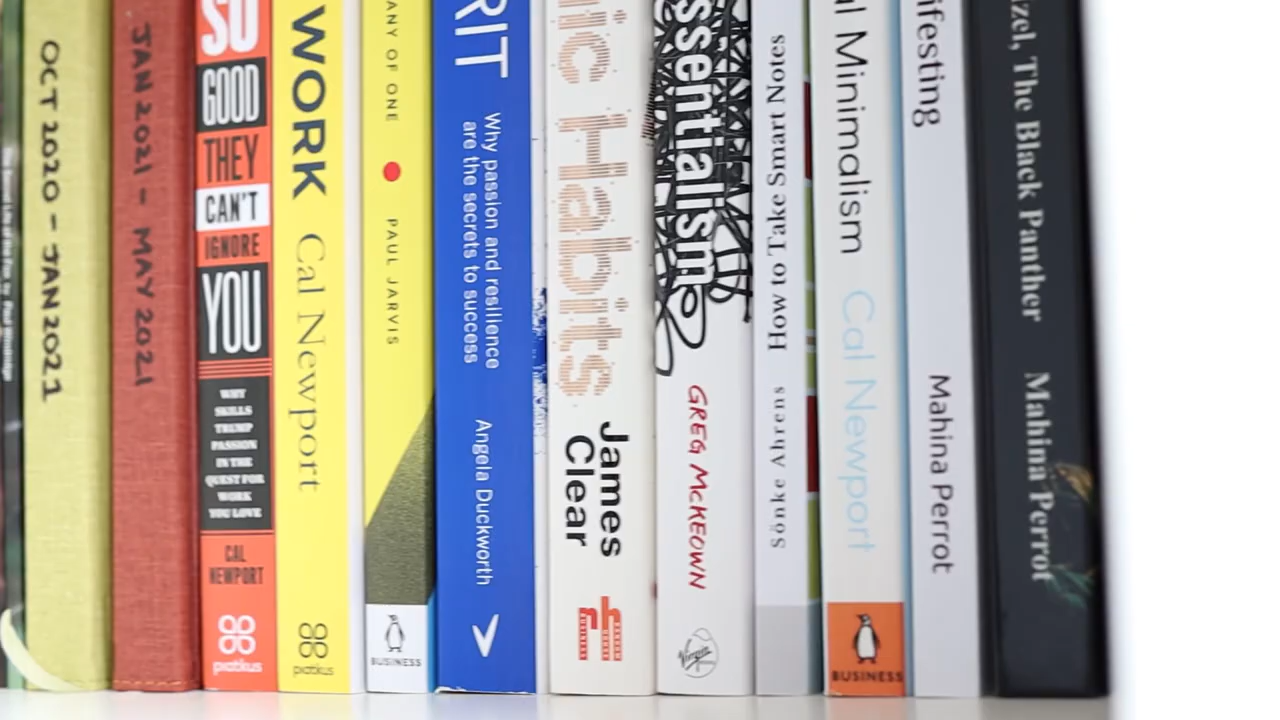 OCT 2020 - JAN 2021
JAN 2021 - MAY 2021
SO
GOOD
THEY
CAN'T
IGNORE
YOU
WHY
SKILLS
TRUMP
PASSION
IN THE
QUEST FOR
WORK
YOU LOVE
CAL
NEWPORT
piatkus
WORK Cal Newport
piatkus
ANY OF ONE PAUL JARVIS
BUSINESS
RIT
Why passion and resilience
are the secrets to success
Angela Duckworth
ic Habits
James
Clear
rh
ssentialism
GREG McKEOWN
Virgin
Sönke Ahrens How to Take Smart Notes
al Minimalism Cal Newport
BUSINESS
ifesting Mahina Perrot
zel, The Black Panther Mahina Perrot